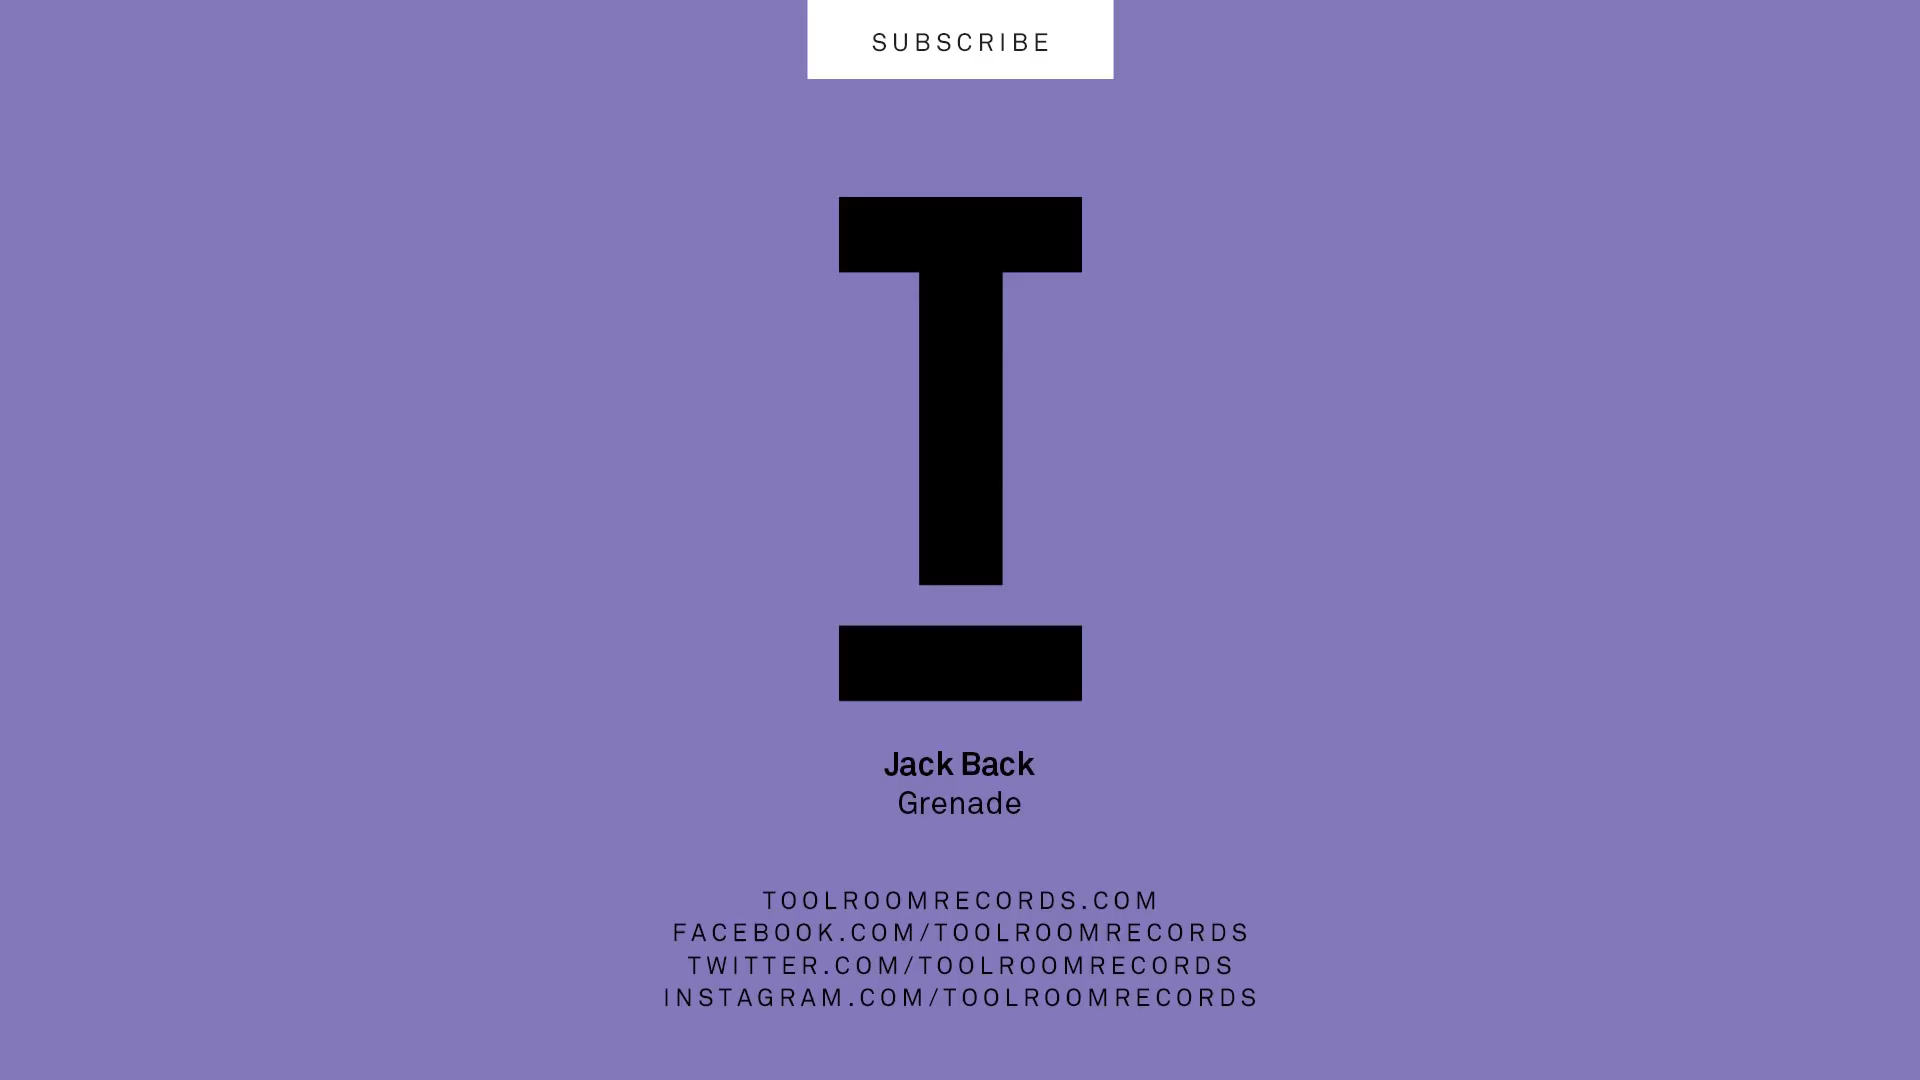 SUBSCRIBE
Jack Back
Grenade
TOOLROOMRECORDS.COM
FACEBOOK.COM/TOOLROOMRECORDS
TWITTER.COM/TOOLROOMRECORDS
INSTAGRAM.COM/TOOLROOMRECORDS